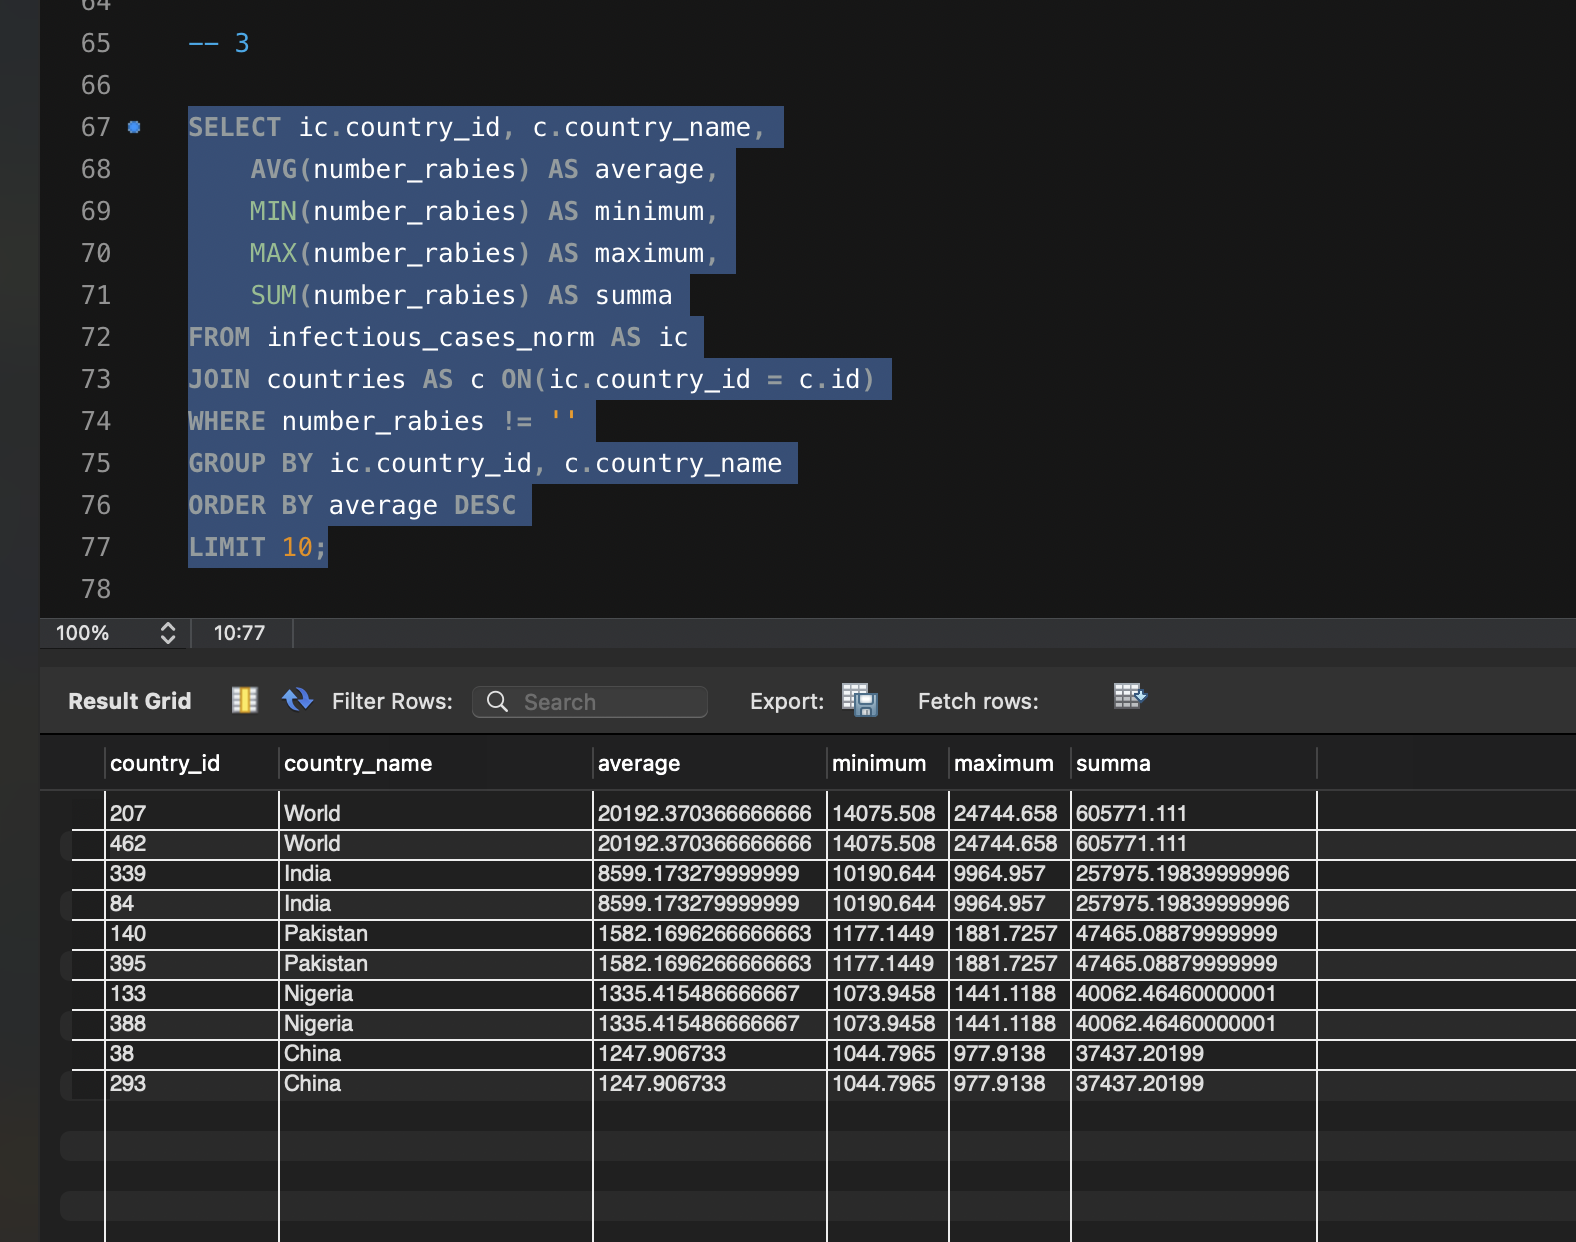 64
65 -- 3
66
67 SELECT ic.country_id, c.country_name,
68 AVG(number_rabies) AS average,
69 MIN(number_rabies) AS minimum,
70 MAX(number_rabies) AS maximum,
71 SUM(number_rabies) AS summa
72 FROM infectious_cases_norm AS ic
73 JOIN countries AS c ON(ic.country_id = c.id)
74 WHERE number_rabies != ''
75 GROUP BY ic.country_id, c.country_name
76 ORDER BY average DESC
77 LIMIT 10;
78
100% 10:77
Result Grid Filter Rows: Search Export: Fetch rows:
country_id country_name average minimum maximum summa
207 World 20192.370366666666 14075.508 24744.658 605771.111
462 World 20192.370366666666 14075.508 24744.658 605771.111
339 India 8599.173279999999 10190.644 9964.957 257975.19839999996
84 India 8599.173279999999 10190.644 9964.957 257975.19839999996
140 Pakistan 1582.1696266666663 1177.1449 1881.7257 47465.08879999999
395 Pakistan 1582.1696266666663 1177.1449 1881.7257 47465.08879999999
133 Nigeria 1335.415486666667 1073.9458 1441.1188 40062.46460000001
388 Nigeria 1335.415486666667 1073.9458 1441.1188 40062.46460000001
38 China 1247.906733 1044.7965 977.9138 37437.20199
293 China 1247.906733 1044.7965 977.9138 37437.20199